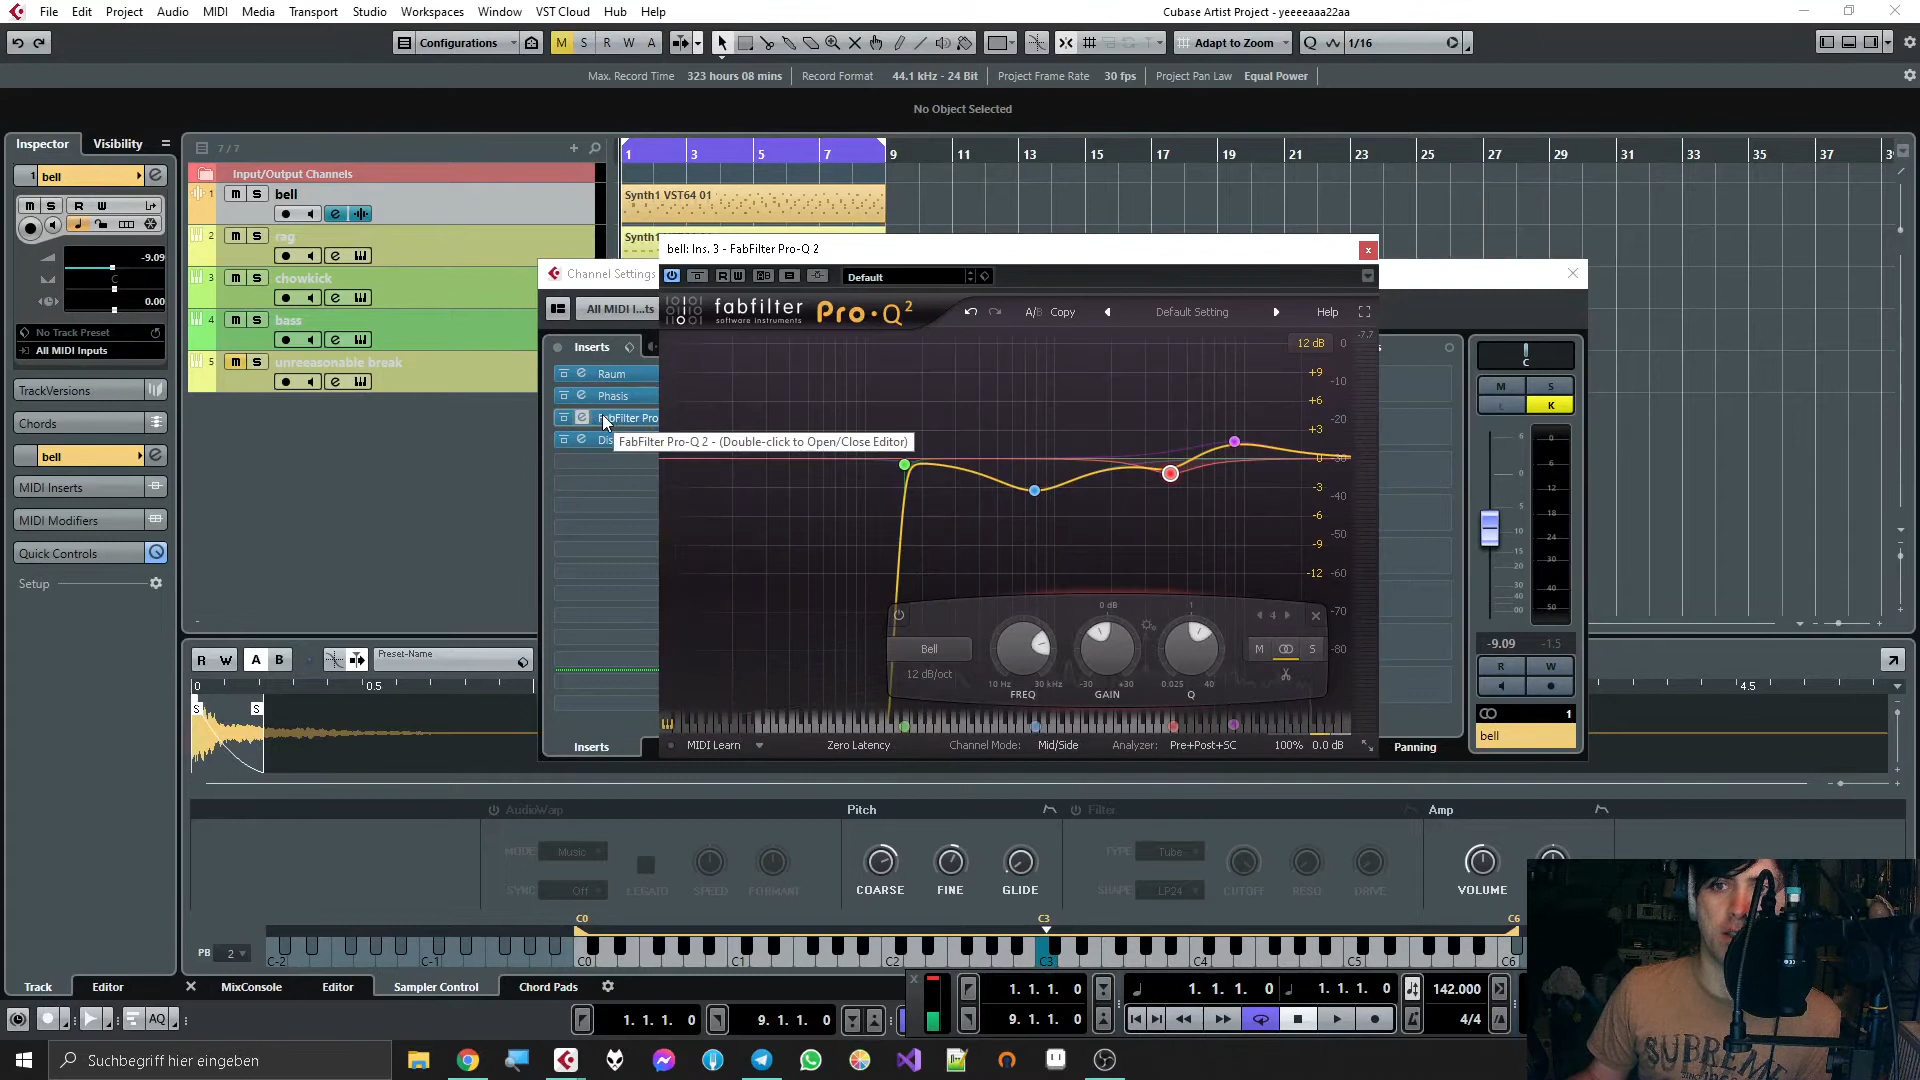 File Edit Project Audio MIDI Media Transport Studio Workspaces Window VST Cloud Hub Help
Cubase Artist Project - yeeeeaaa22aa
Configurations M S R W A
Adapt to Zoom Q 1/16
Max. Record Time 323 hours 08 mins Record Format 44.1 kHz - 24 Bit Project Frame Rate 30 fps Project Pan Law Equal Power
No Object Selected
Inspector Visibility
7 / 7
1 3 5 7 9 11 13 15 17 19 21 23 25 27 29 31 33 35 37
1 bell
Input/Output Channels
1 m S bell
Synth1 VST64 01
2 m S rag
3 m S chowkick
4 m S bass
5 m S unreeasonable break
m S R W
-9.09
C
0.00
No Track Preset
All MIDI Inputs
TrackVersions
Chords
bell
MIDI Inserts
MIDI Modifiers
Quick Controls
Setup
bell: Ins. 3 - FabFilter Pro-Q 2
Channel Settings
Default
All MIDI I...ts
fabfilter
software instruments
Pro·Q²
A/B Copy
Default Setting
Help
Inserts
Raum
Phasis
FabFilter Pro
Dis
FabFilter Pro-Q 2 - (Double-click to Open/Close Editor)
12 dB 0 -7.7
+9 -10
+6 -20
+3
0 -30
-3 -40
-6 -50
-9
-12 -60
-70
-80
0 dB 1 4
Bell
12 dB/oct
10 Hz 30 kHz -30 +30 0.025 40
FREQ GAIN Q
M S
MIDI Learn Zero Latency Channel Mode: Mid/Side Analyzer: Pre+Post+SC 100% 0.0 dB
Inserts
Panning
C
M S
L K
-9.09 -1.5
R W
1
bell
R W A B
Preset-Name
0 0.5 4.5
S S
AudioWarp Pitch Filter Amp
MODE Music
SYNC Off
LEGATO SPEED FORMANT
COARSE FINE GLIDE
TYPE Tube
SHAPE LP24
CUTOFF RESO DRIVE
VOLUME
C0 C3 C6
PB 2
C-2 C-1 C0 C1 C2 C3 C4 C5 C6
Track Editor
MixConsole Editor Sampler Control Chord Pads
AQ
1. 1. 1. 0 9. 1. 1. 0
1. 1. 1. 0
9. 1. 1. 0
1. 1. 1. 0 1. 1. 1. 0
142.000
4/4
Suchbegriff hier eingeben
SUPREME